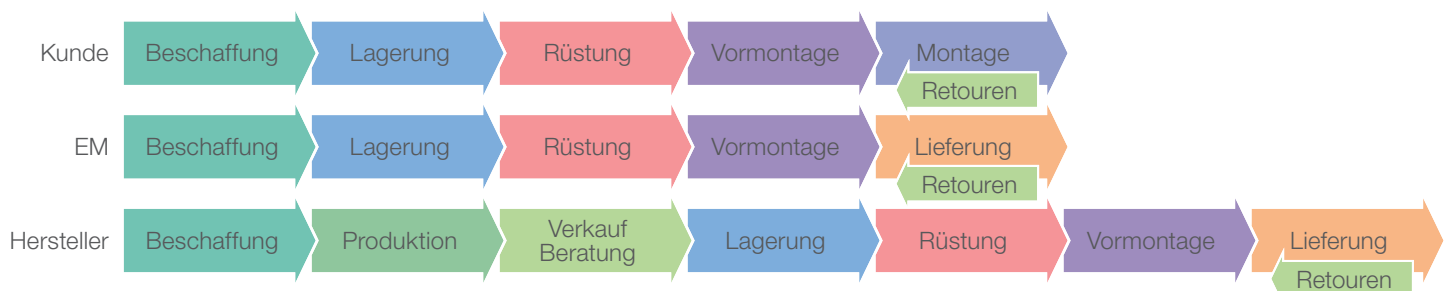 Kunde Beschaffung Lagerung Rüstung Vormontage Montage
Retouren
EM Beschaffung Lagerung Rüstung Vormontage Lieferung
Retouren
Hersteller Beschaffung Produktion Verkauf Beratung Lagerung Rüstung Vormontage Lieferung
Retouren